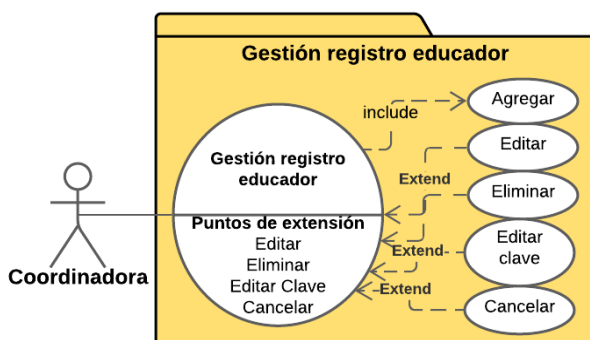 Gestión registro educador
Agregar
include
Editar
Gestión registro
educador
Extend
Eliminar
Puntos de extensión
Editar
Eliminar
Editar Clave
Cancelar
Extend
Editar
clave
Coordinadora
Extend
Cancelar